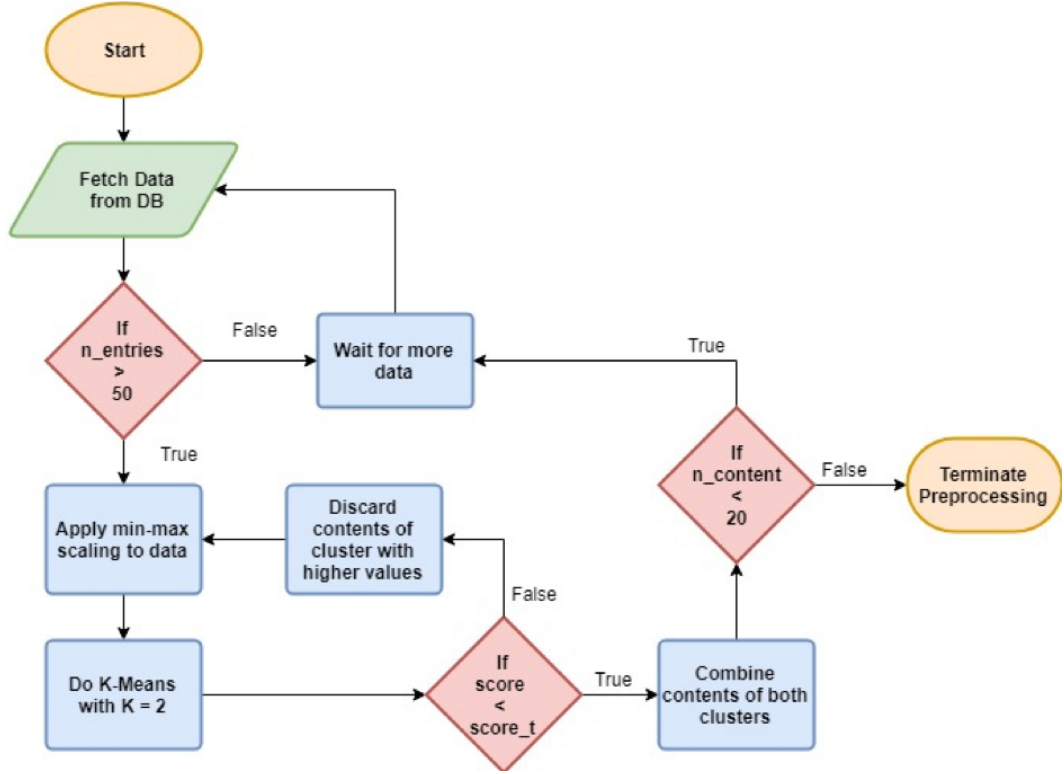 Start
Fetch Data
from DB
If
n_entries
>
50
False
Wait for more
data
True
True
If
n_content
<
20
False
Terminate
Preprocessing
Apply min-max
scaling to data
Discard
contents of
cluster with
higher values
False
Do K-Means
with K = 2
If
score
<
score_t
True
Combine
contents of both
clusters